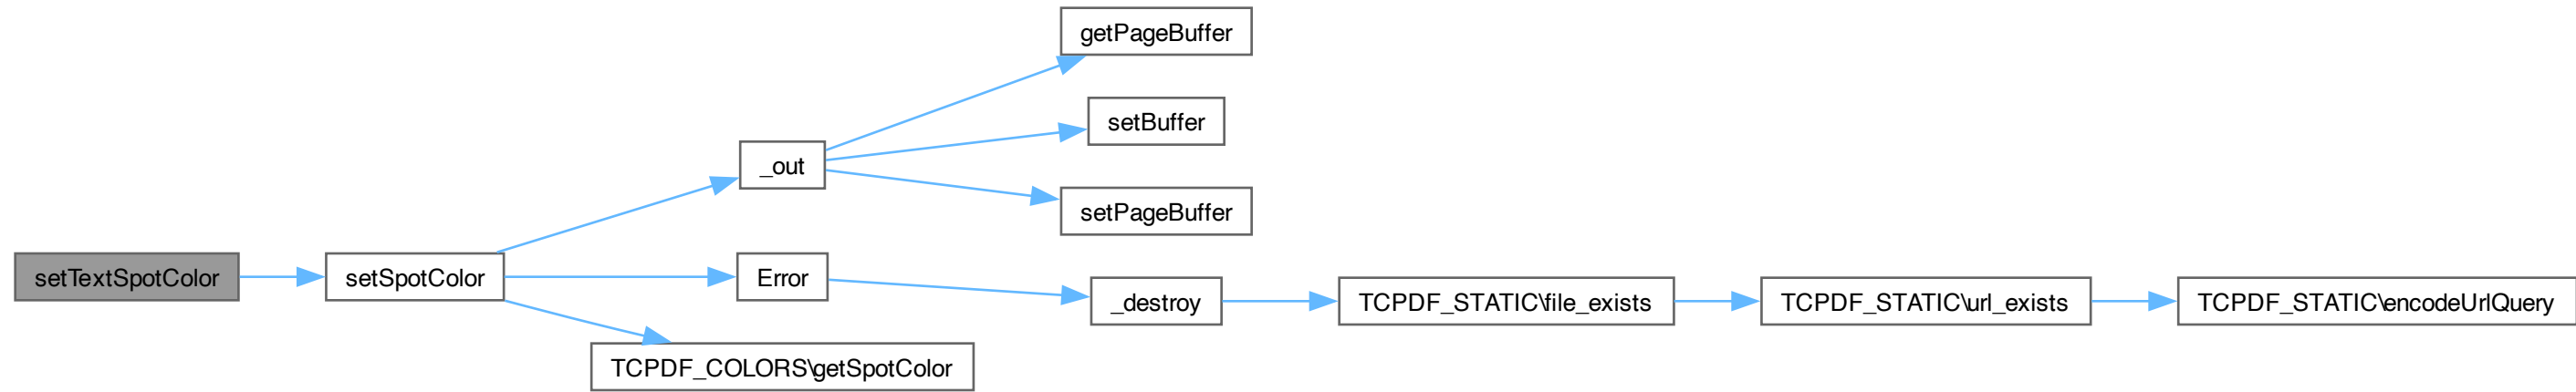 getPageBuffer
setBuffer
_out
setPageBuffer
setTextSpotColor
setSpotColor
Error
_destroy
TCPDF_STATIC\file_exists
TCPDF_STATIC\url_exists
TCPDF_STATIC\encodeUrlQuery
TCPDF_COLORS\getSpotColor